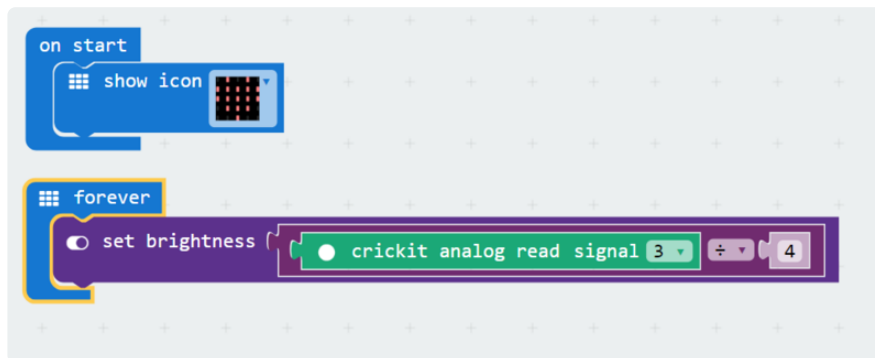 on start
show icon
forever
set brightness crickit analog read signal 3 ÷ 4